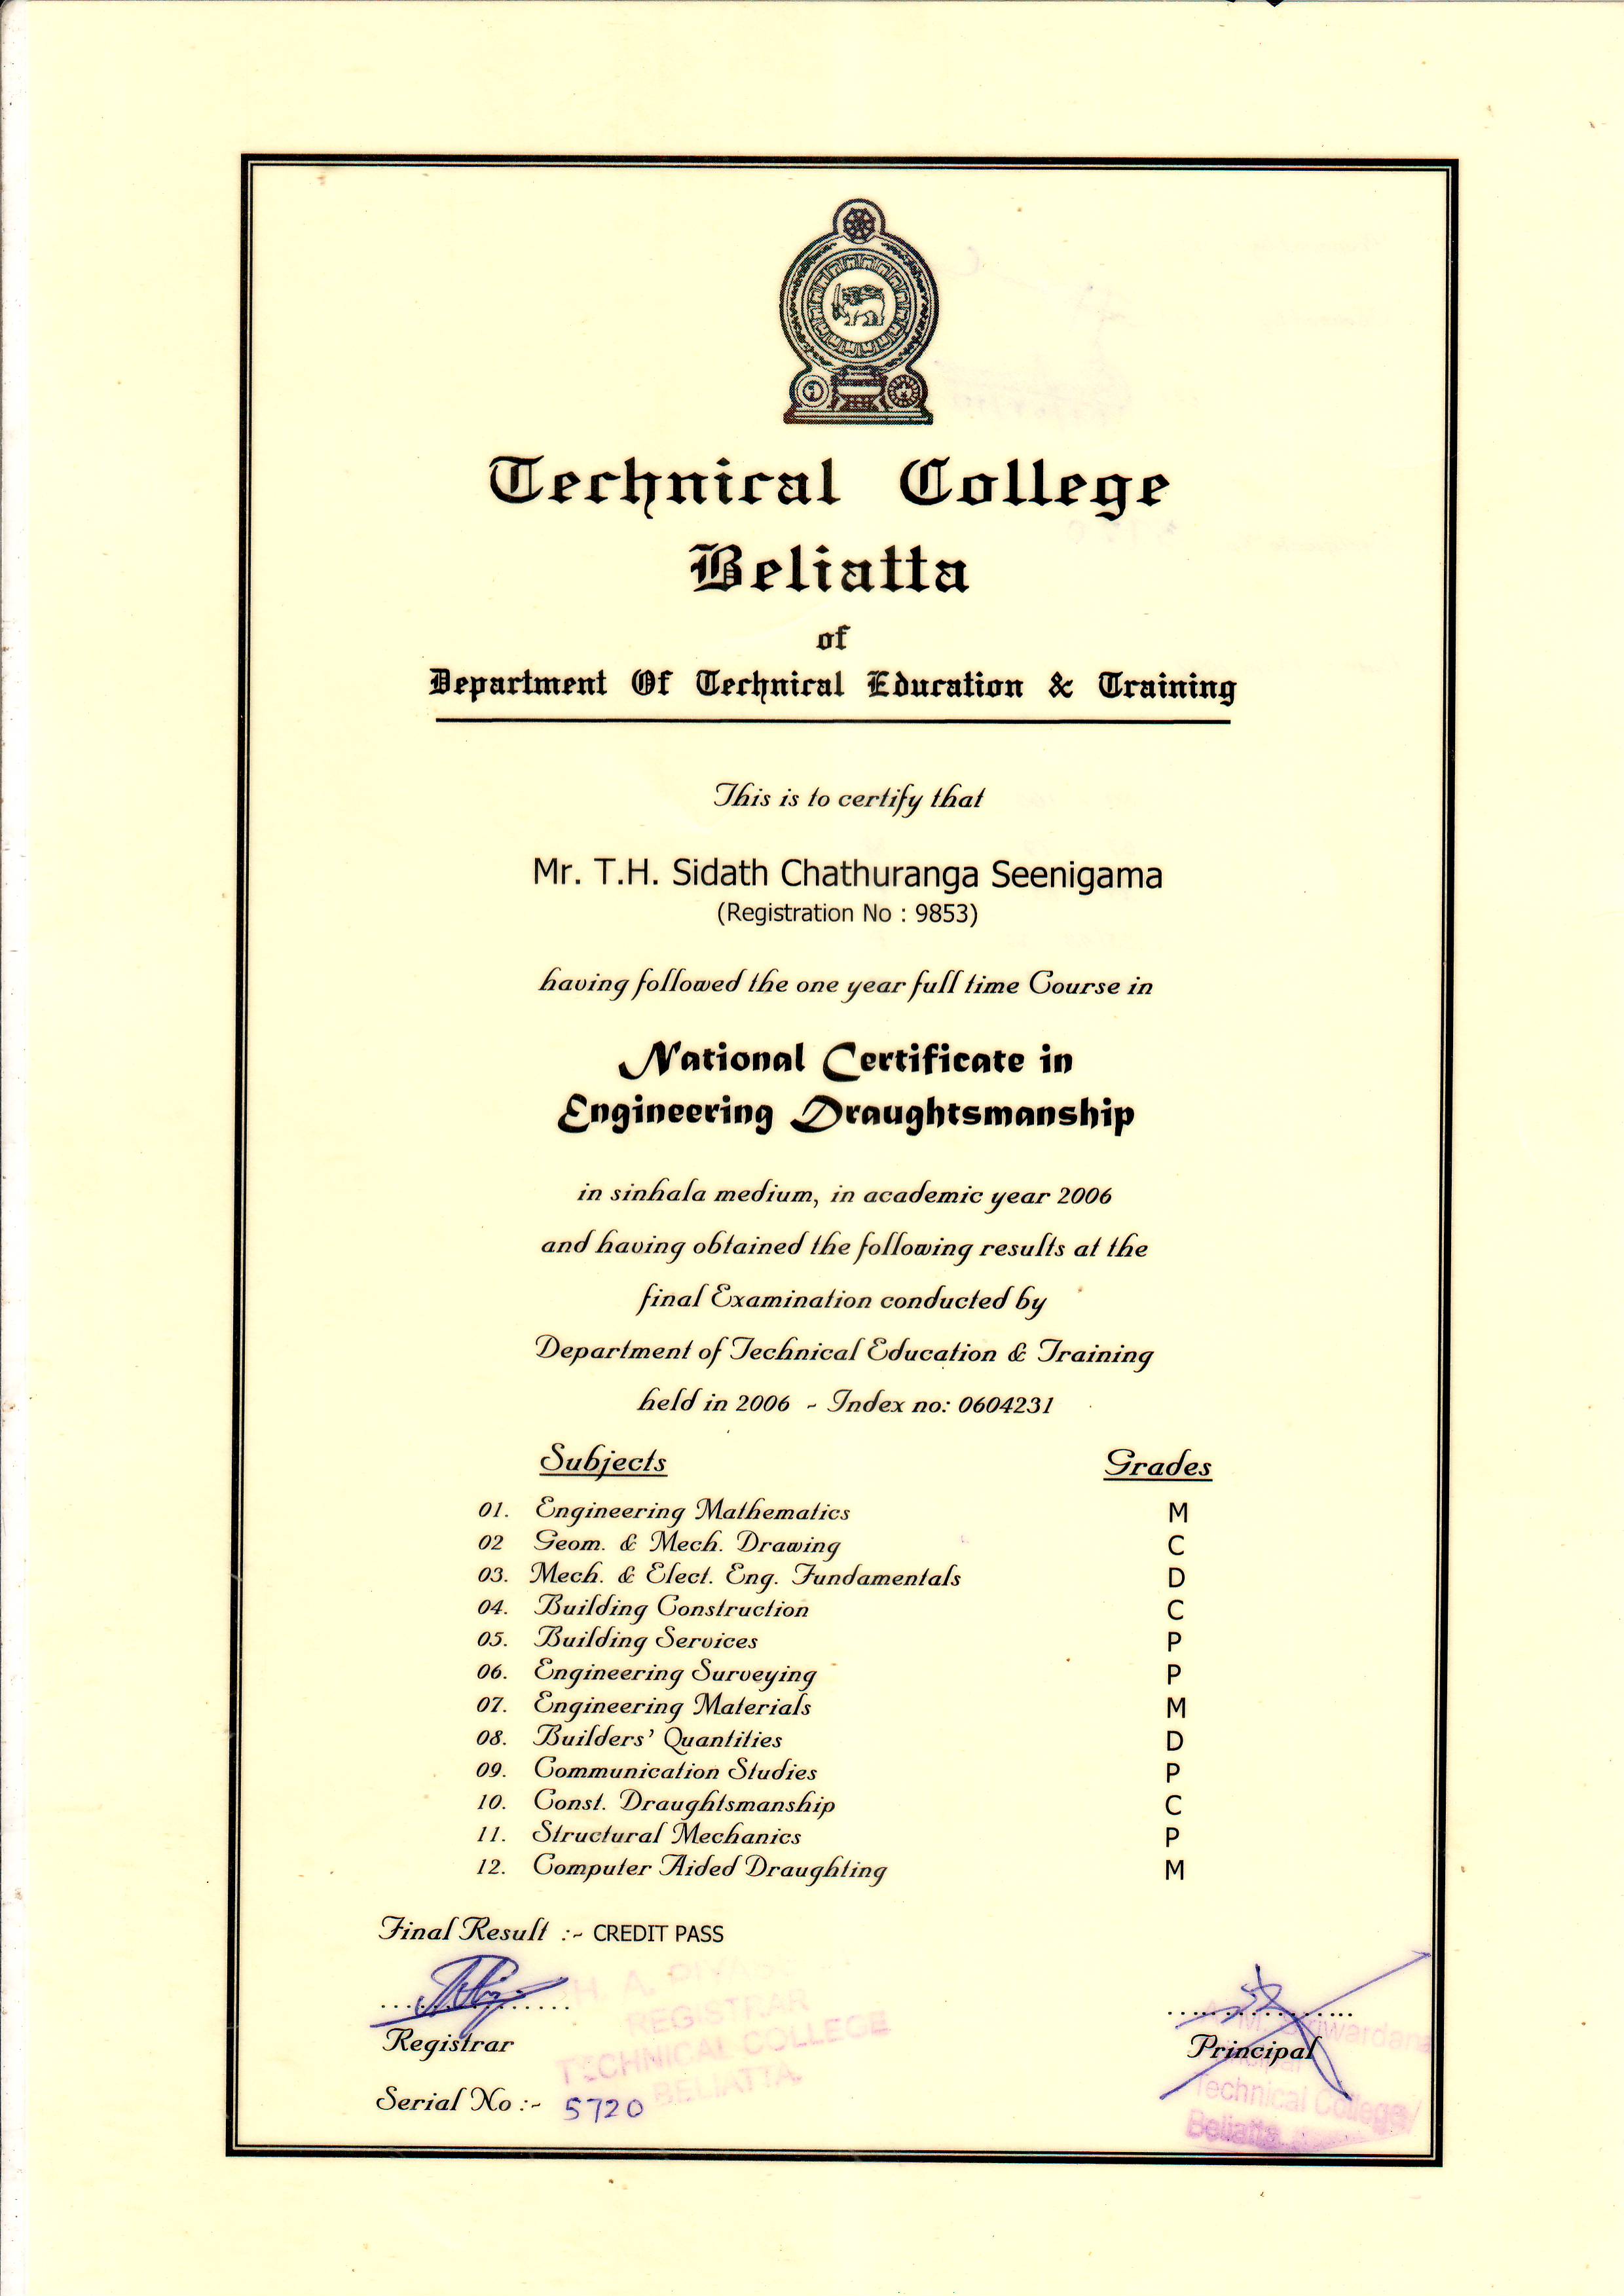 Technical College
Beliatta
of
Department Of Technical Education & Training
This is to certify that
Mr. T.H. Sidath Chathuranga Seenigama
(Registration No : 9853)
having followed the one year full time Course in
National Certificate in
Engineering Draughtsmanship
in sinhala medium, in academic year 2006
and having obtained the following results at the
final Examination conducted by
Department of Technical Education & Training
held in 2006 - Index no: 0604231
Subjects Grades
01. Engineering Mathematics M
02 Geom. & Mech. Drawing C
03. Mech. & Elect. Eng. Fundamentals D
04. Building Construction C
05. Building Services P
06. Engineering Surveying P
07. Engineering Materials M
08. Builders' Quantities D
09. Communication Studies P
10. Const. Draughtsmanship C
11. Structural Mechanics P
12. Computer Aided Draughting M
Final Result :- CREDIT PASS
H. A.
REGISTRAR
TECHNICAL COLLEGE
BELIATTA.
Registrar
Serial No :- 5720
Principal
Technical College
Beliatta